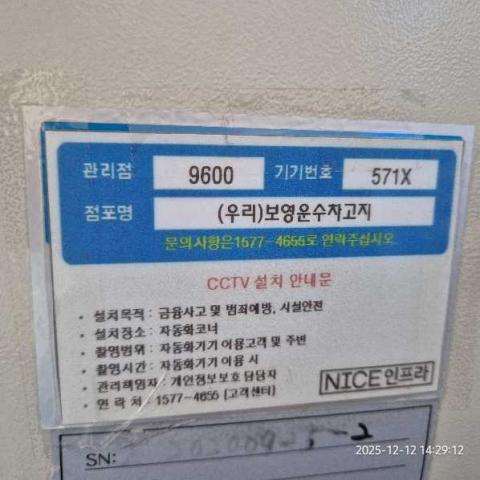 관리점 9600 기기번호 571X
점포명 (우리)보영운수차고지
문의사항은1577-4655로 연락주십시오
CCTV 설치 안내문
• 설치목적 : 금융사고 및 범죄예방, 시설안전
• 설치장소 : 자동화코너
• 촬영범위 : 자동화기기 이용고객 및 주변
• 촬영시간 : 자동화기기 이용 시
• 관리책임자 : 개인정보보호 담당자
• 연 락 처 : 1577-4655 (고객센터)
NICE인프라
SN:
2025-12-12 14:29:12